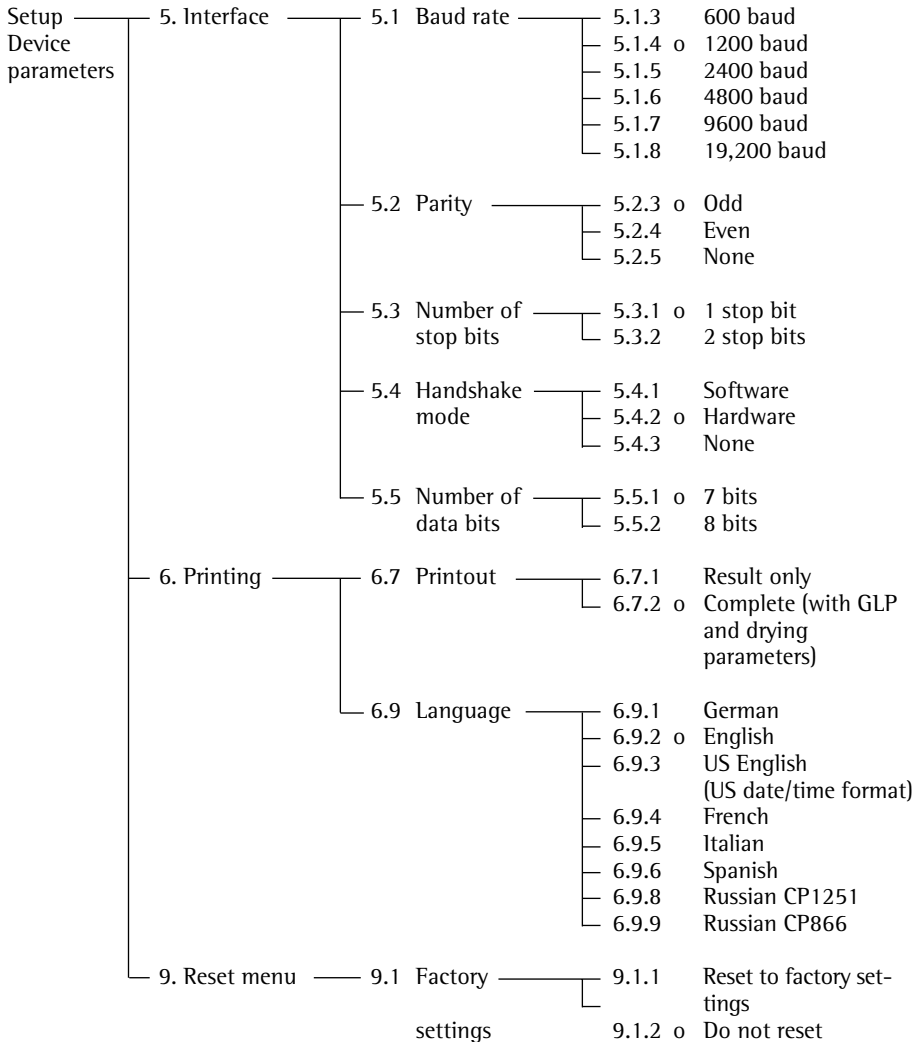 Setup 5. Interface 5.1 Baud rate 5.1.3 600 baud
Device 5.1.4 o 1200 baud
parameters 5.1.5 2400 baud
5.1.6 4800 baud
5.1.7 9600 baud
5.1.8 19,200 baud
5.2 Parity 5.2.3 o Odd
5.2.4 Even
5.2.5 None
5.3 Number of 5.3.1 o 1 stop bit
stop bits 5.3.2 2 stop bits
5.4 Handshake 5.4.1 Software
mode 5.4.2 o Hardware
5.4.3 None
5.5 Number of 5.5.1 o 7 bits
data bits 5.5.2 8 bits
6. Printing 6.7 Printout 6.7.1 Result only
6.7.2 o Complete (with GLP
and drying
parameters)
6.9 Language 6.9.1 German
6.9.2 o English
6.9.3 US English
(US date/time format)
6.9.4 French
6.9.5 Italian
6.9.6 Spanish
6.9.8 Russian CP1251
6.9.9 Russian CP866
9. Reset menu 9.1 Factory 9.1.1 Reset to factory set-
tings
settings 9.1.2 o Do not reset